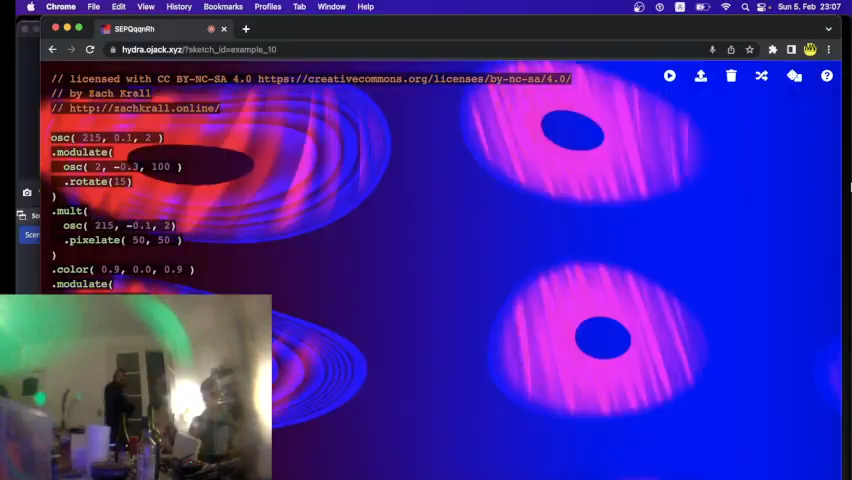 Chrome File Edit View History Bookmarks Profiles Tab Window Help
Sun 5. Feb 23:07
SEPQqqnRh
hydra.ojack.xyz/?sketch_id=example_10
// licensed with CC BY-NC-SA 4.0 https://creativecommons.org/licenses/by-nc-sa/4.0/
// by Zach Krall
// http://zachkrall.online/
osc( 215, 0.1, 2 )
.modulate(
osc( 2, -0.3, 100 )
.rotate(15)
)
.mult(
osc( 215, -0.1, 2)
.pixelate( 50, 50 )
)
.color( 0.9, 0.0, 0.9 )
.modulate(